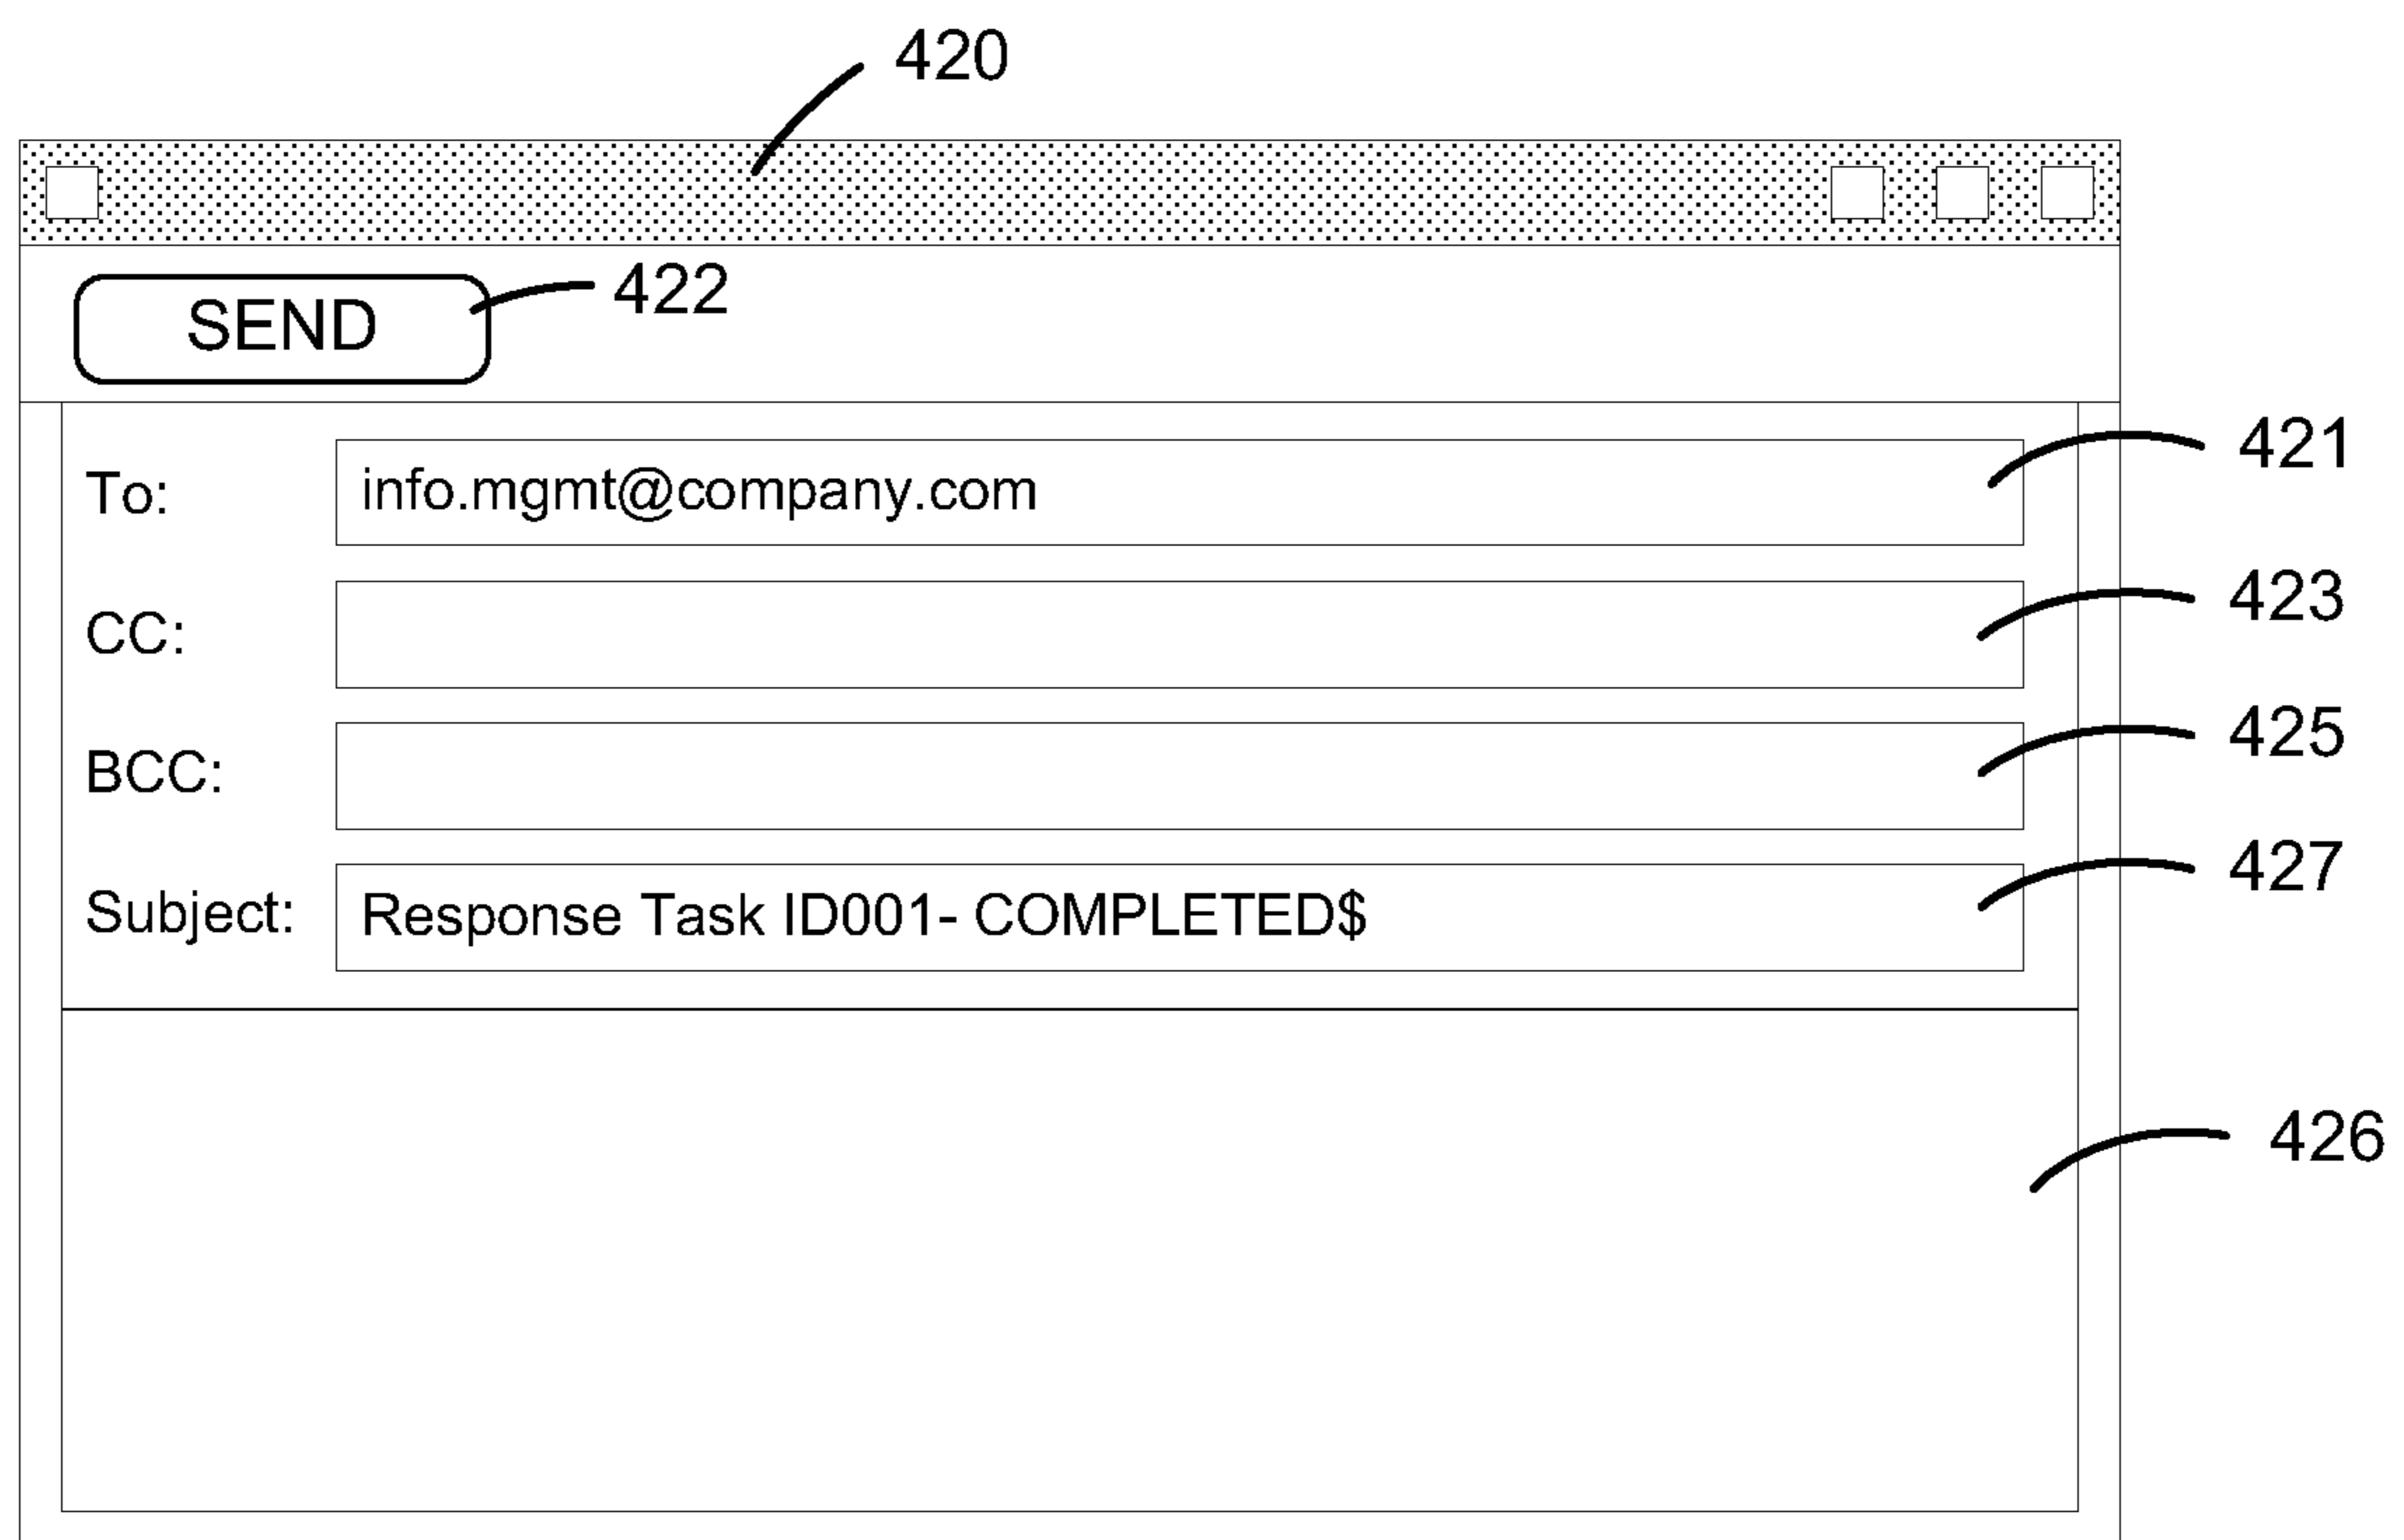 420
SEND 422
To: info.mgmt@company.com 421
CC: 423
BCC: 425
Subject: Response Task ID001- COMPLETED$ 427
426